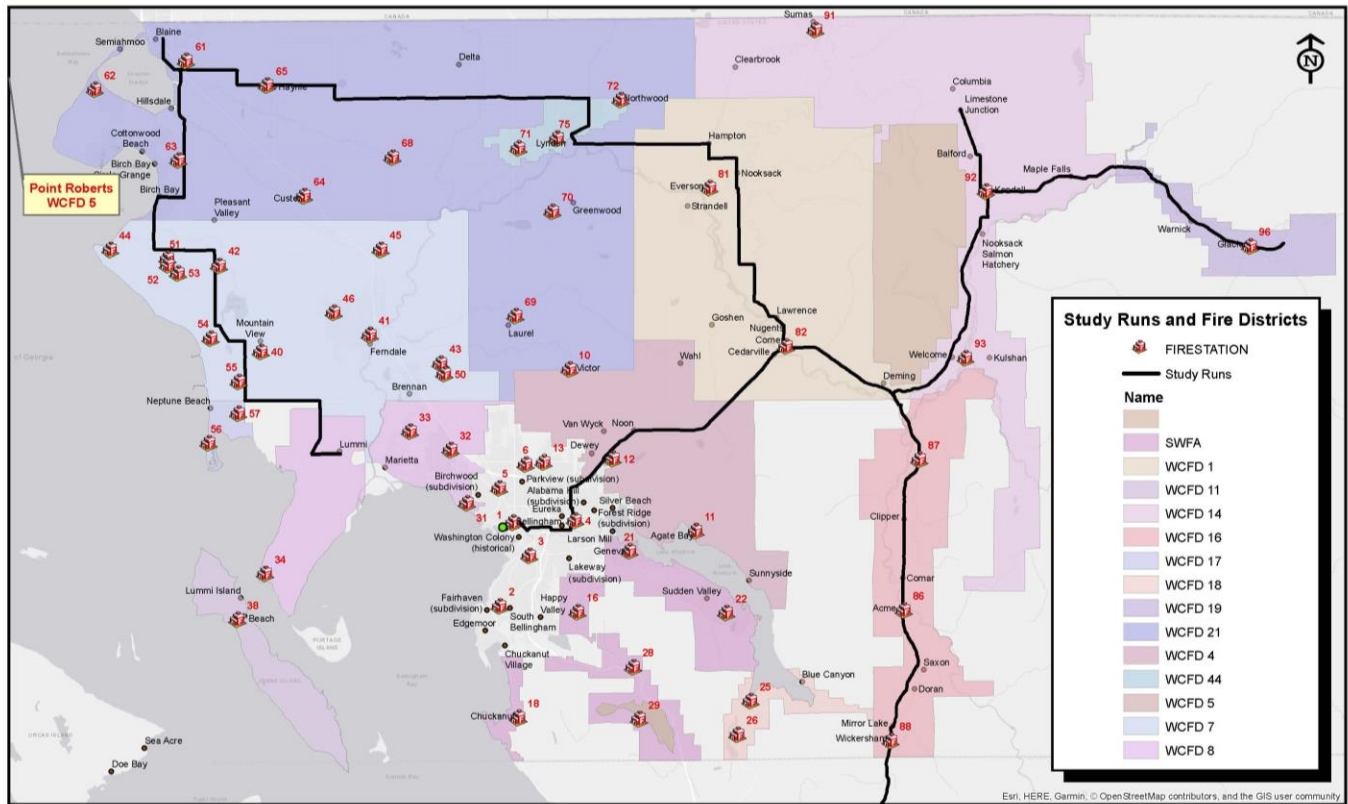 CANADA
CANADA
CANADA
Sumas
91
Blaine
Semiahmoo
61
Delta
Clearbrook
N
62
65
72
Northwood
Columbia
Limestone
Junction
Hillsdale
75
71
Lynden
Hampton
Cottonwood
Beach
68
Balford
63
Birch Bay
Grange
Maple Falls
92
Kendall
81
Nooksack
Everson
Point Roberts
WCFD 5
Birch Bay
64
Custer
70
Greenwood
Strandell
Pleasant
Valley
Warnick
96
Glacier
Nooksack
Salmon
Hatchery
44
51
42
45
52
53
46
69
Laurel
Goshen
Lawrence
Nugents
Corner
Cedarville
82
54
Mountain
View
40
41
Ferndale
43
50
10
Victor
Wahl
Welcome
93
Kulshan
Deming
55
Brennan
Neptune Beach
57
56
33
32
Lummi
Marietta
Van Wyck
Noon
Dewey
12
6
13
87
Birchwood
(subdivision)
5
Parkview (subdivision)
Alabama Hill
(subdivision)
Silver Beach
Eureka
Forest Ridge
(subdivision)
31
1
Bellingham
4
Clipper
Washington Colony
(historical)
Larson Mill
11
Agate Bay
3
21
Geneva
Lakeway
(subdivision)
34
Sunnyside
Comar
Lummi Island
38
Beach
Fairhaven
(subdivision)
2
Happy
Valley
16
Sudden Valley
22
86
Acme
Edgemoor
South
Bellingham
PORTAGE
ISLAND
Chuckanut
Village
28
Saxon
Blue Canyon
Doran
25
18
Chuckanut
29
26
Mirror Lake
Wickersham
88
ORCAS ISLAND
Sea Acre
Doe Bay
Study Runs and Fire Districts
FIRESTATION
Study Runs
Name
SWFA
WCFD 1
WCFD 11
WCFD 14
WCFD 16
WCFD 17
WCFD 18
WCFD 19
WCFD 21
WCFD 4
WCFD 44
WCFD 5
WCFD 7
WCFD 8
Esri, HERE, Garmin, © OpenStreetMap contributors, and the GIS user community